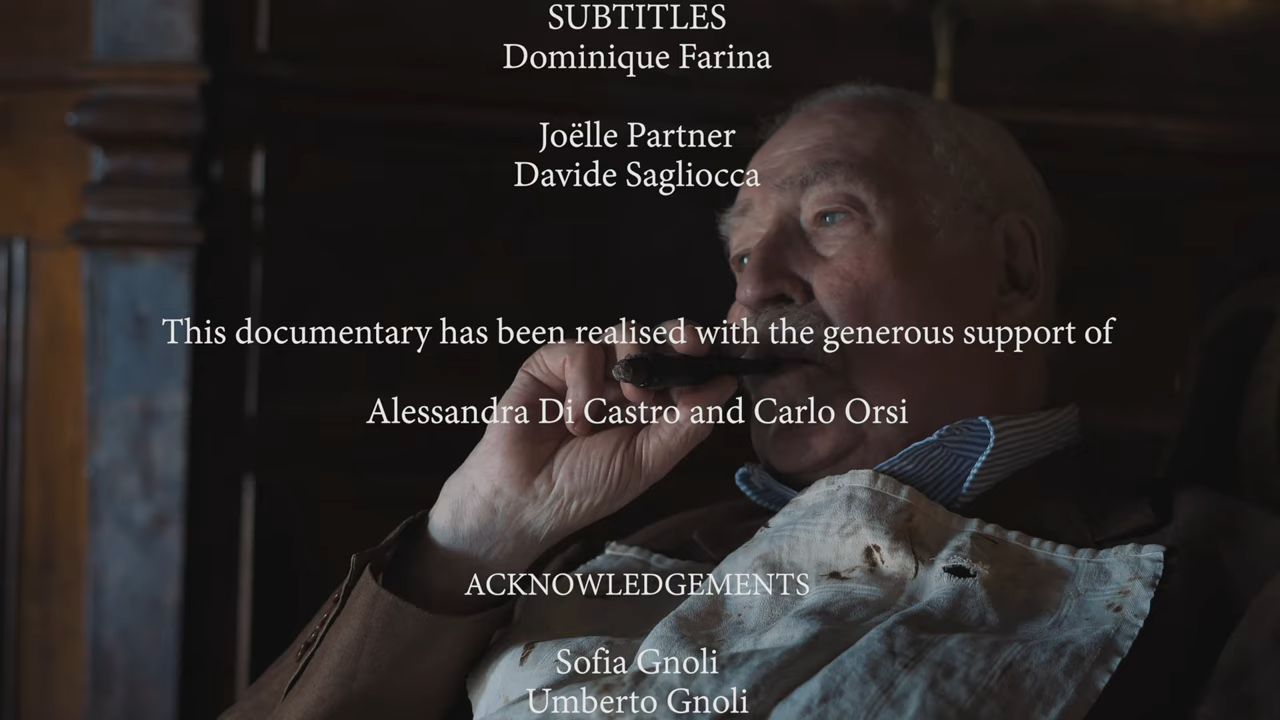 SUBTITLES
Dominique Farina
Joëlle Partner
Davide Sagliocca
This documentary has been realised with the generous support of
Alessandra Di Castro and Carlo Orsi
ACKNOWLEDGEMENTS
Sofia Gnoli
Umberto Gnoli